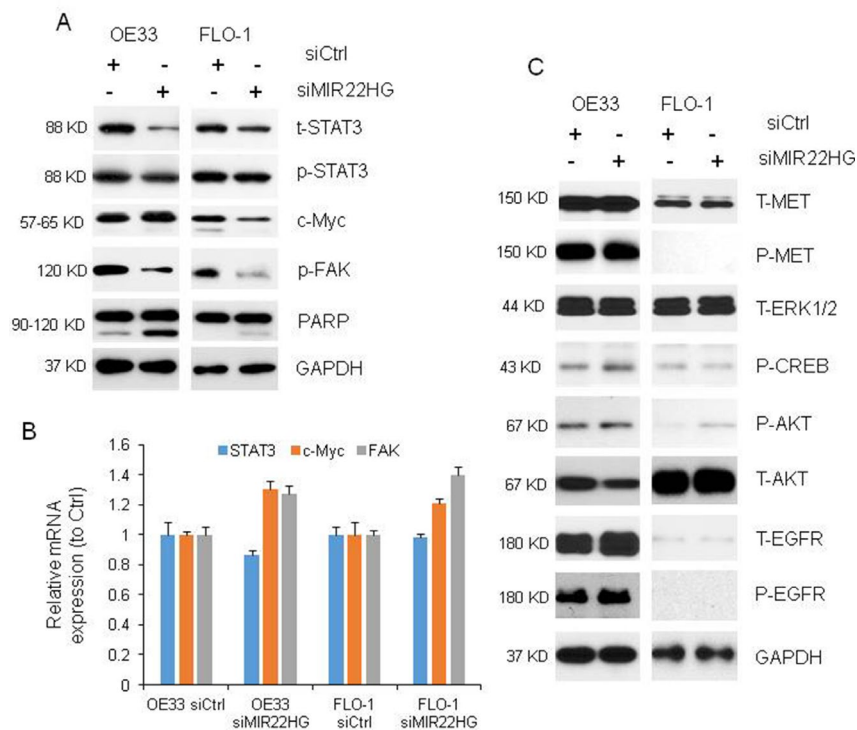 A
OE33 FLO-1
+ - + - siCtrl
- + - + siMIR22HG
88 KD t-STAT3
88 KD p-STAT3
57-65 KD c-Myc
120 KD p-FAK
90-120 KD PARP
37 KD GAPDH
B
STAT3 c-Myc FAK
Relative mRNA
expression (to Ctrl)
1.6
1.4
1.2
1
0.8
0.6
0.4
0.2
0
OE33 siCtrl
OE33
siMIR22HG
FLO-1
siCtrl
FLO-1
siMIR22HG
C
OE33 FLO-1
+ - + - siCtrl
- + - + siMIR22HG
150 KD T-MET
150 KD P-MET
44 KD T-ERK1/2
43 KD P-CREB
67 KD P-AKT
67 KD T-AKT
180 KD T-EGFR
180 KD P-EGFR
37 KD GAPDH